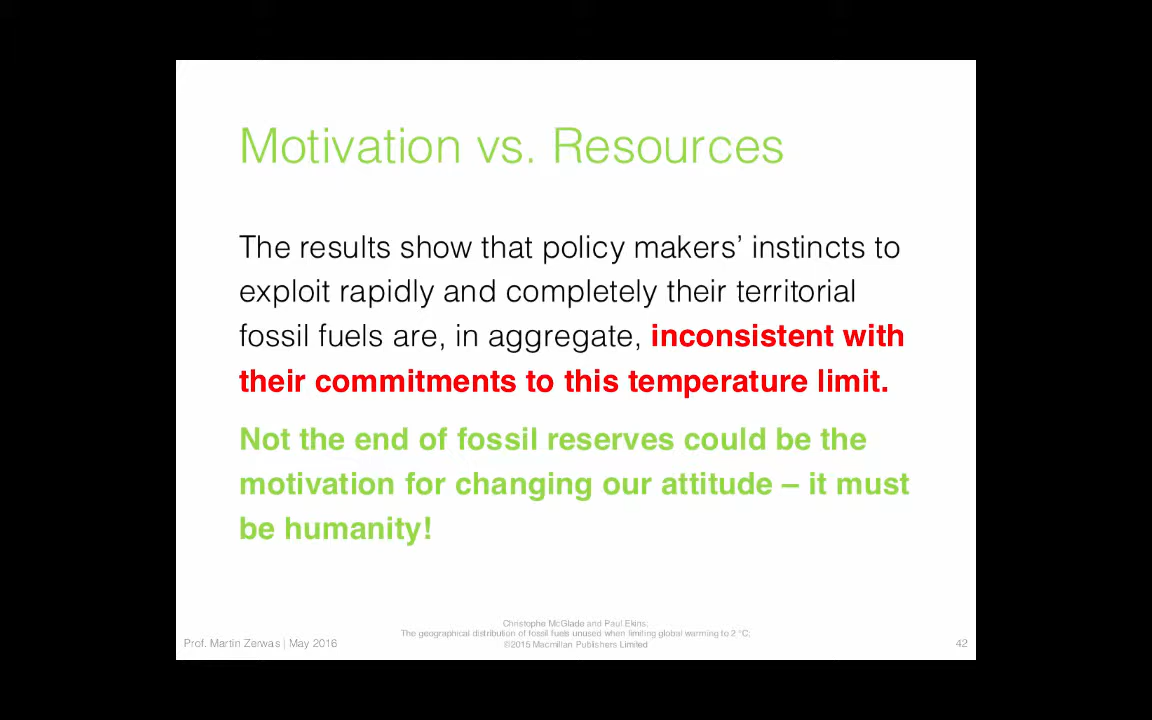 Motivation vs. Resources
The results show that policy makers’ instincts to
exploit rapidly and completely their territorial
fossil fuels are, in aggregate, inconsistent with
their commitments to this temperature limit.
Not the end of fossil reserves could be the
motivation for changing our attitude – it must
be humanity!
Christophe McGlade and Paul Ekins;
The geographical distribution of fossil fuels unused when limiting global warming to 2 °C;
©2015 Macmillan Publishers Limited
Prof. Martin Zerwas | May 2016
42